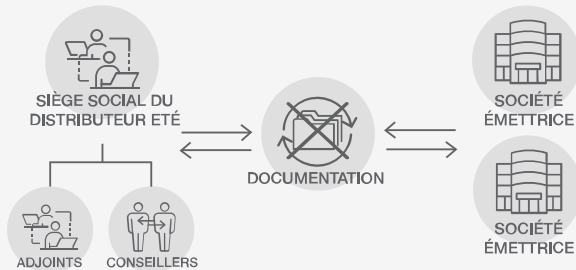 SIÈGE SOCIAL DU
DISTRIBUTEUR ETÉ
ADJOINTS
CONSEILLERS
DOCUMENTATION
SOCIÉTÉ
ÉMETTRICE
SOCIÉTÉ
ÉMETTRICE